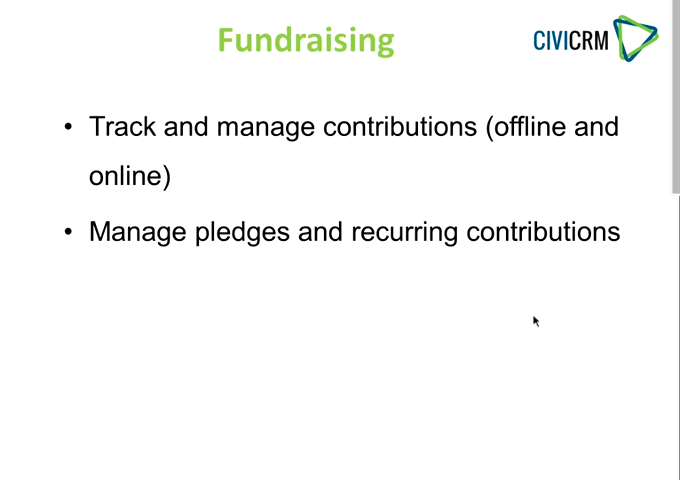 Fundraising
CIVICRM
• Track and manage contributions (offline and
online)
• Manage pledges and recurring contributions